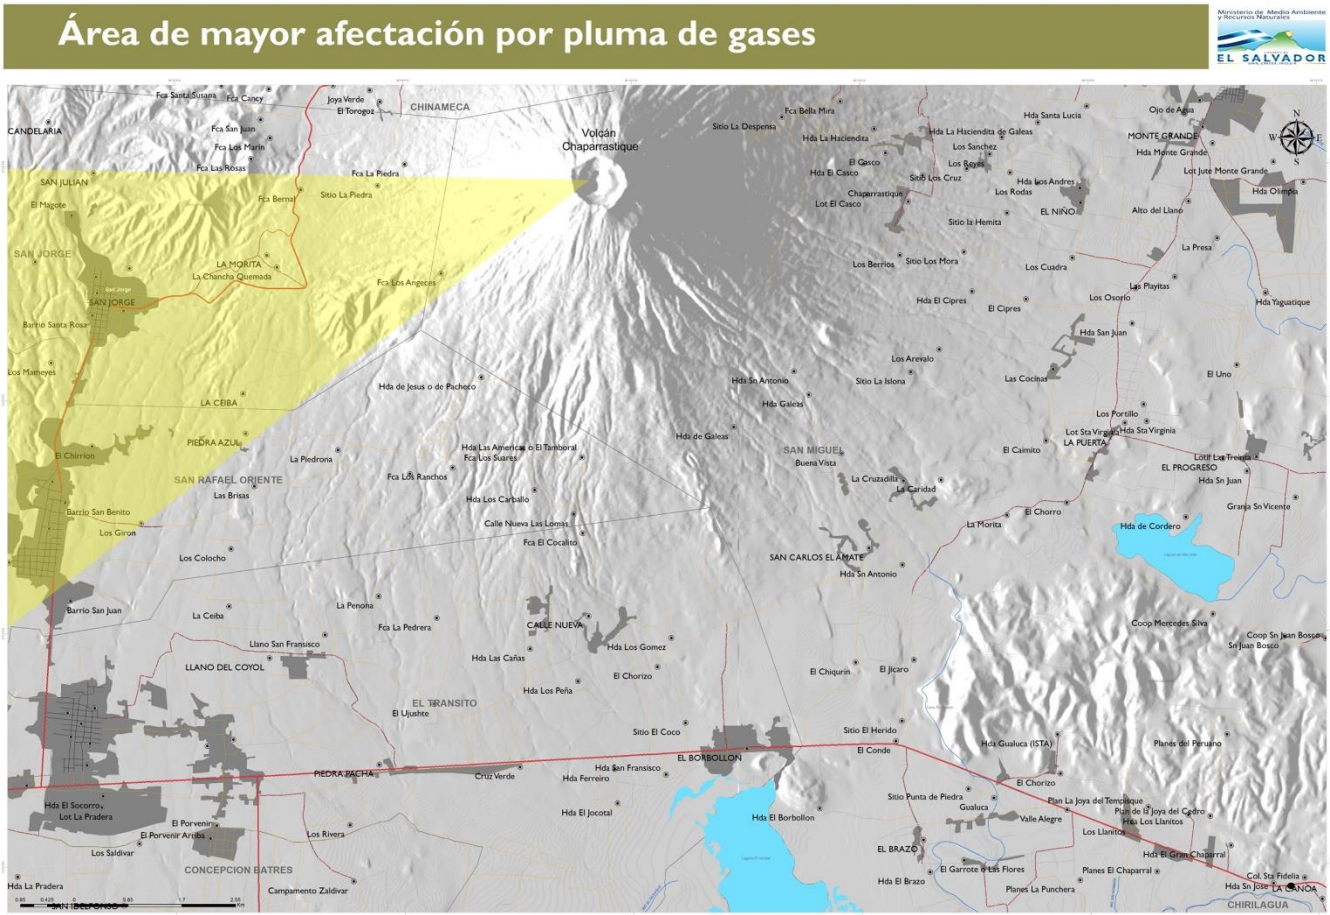 Área de mayor afectación por pluma de gases
Ministerio de Medio Ambiente
y Recursos Naturales
EL SALVADOR
Fca Santa Susana
Fca Cancy
Joya Verde
El Torogoz
CHINAMECA
CANDELARIA
Fca San Juan
Fca Los Marin
Fca Las Rosas
Fca La Piedra
Volcán
Chaparrastique
Sitio La Despensa
Fca Bella Mira
Hda La Haciendita
Hda La Haciendita de Galeas
Hda Santa Lucia
Ojo de Agua
MONTE GRANDE
Hda Monte Grande
Lot Jute Monte Grande
Hda Olimpa
N
W
E
S
Los Sanchez
El Casco
Hda El Casco
Los Reyes
Sitio Los Cruz
Los Rodas
Hda Los Andres
Chaparrastique
Lot El Casco
Sitio la Hemita
EL NIÑO
Alto del Llano
La Presa
SAN JULIAN
El Magote
Fca Bernal
Sitio La Piedra
SAN JORGE
LA MORITA
La Chancha Quemada
Fca Los Angeces
San Jorge
SAN JORGE
Barrio Santa Rosa
Los Mameyes
LA CEIBA
PIEDRA AZUL
El Chirrion
SAN RAFAEL ORIENTE
Las Brisas
Barrio San Benito
Los Giron
Los Colocho
Barrio San Juan
La Ceiba
Los Berrios
Sitio Los Mora
Los Cuadra
Las Playitas
Los Osorio
Hda Yaguatique
Hda El Cipres
El Cipres
Hda San Juan
Los Arevalo
Las Cocinas
El Uno
Hda de Jesus o de Pacheco
Hda Sn Antonio
Sitio La Islona
Hda Galeas
Los Portillo
Lot Sta Virginia
Hda Sta Virginia
LA PUERTA
Hda de Galeas
SAN MIGUEL
Buena Vista
El Caimito
Lotif Las Treinta
EL PROGRESO
Hda Sn Juan
La Piedrona
Hda Las Americas o El Tamboral
Fca Los Suares
Fca Los Ranchos
Hda Los Carballo
La Cruzadilla
La Caridad
Granja Sn Vicente
Calle Nueva Las Lomas
Fca El Cocalito
El Chorro
La Morita
Hda de Cordero
SAN CARLOS EL AMATE
Hda Sn Antonio
La Penona
Fca La Pedrera
CALLE NUEVA
Coop Mercedes Silva
Coop Sn Juan Bosco
Sn Juan Bosco
Llano San Fransisco
LLANO DEL COYOL
Hda Las Cañas
Hda Los Gomez
El Chorizo
El Chiqurin
El Jicaro
Hda Los Peña
EL TRANSITO
El Ujushte
Sitio El Coco
Sitio El Herido
El Conde
Hda Gualuca (ISTA)
Planes del Peruano
EL BORBOLLON
PIEDRA PACHA
Cruz Verde
Hda San Fransisco
Hda Ferreiro
El Chorizo
Hda El Socorro
Lot La Pradera
El Porvenir
El Porvenir Arriba
Los Saldivar
Los Rivera
Hda El Jocotal
Hda El Borbollon
Sitio Punta de Piedra
Gualuca
Plan La Joya del Tempisque
Plan de la Joya del Cedro
Valle Alegre
Hda Los Llanitos
Los Llanitos
EL BRAZO
Hda El Gran Chaparral
El Garrote o Las Flores
Hda El Brazo
Planes El Chaparral
Planes La Punchera
Col. Sta Fidelia
Hda Sn Jose
LA CANOA
CHIRILAGUA
CONCEPCION BATRES
Campamento Zaldivar
Hda La Pradera
SAN IDELFONSO
0.85
0.425
0
0.85
1.7
2.55
Km